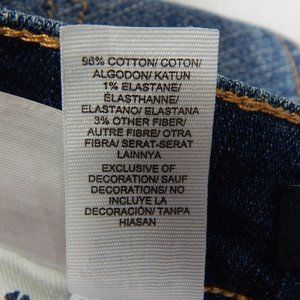 96% COTTON/ COTON/
ALGODON/ KATUN
1% ELASTANE/
ÉLASTHANNE/
ELASTANO/ ELASTANA
3% OTHER FIBER/
AUTRE FIBRE/ OTRA
FIBRA/ SERAT-SERAT
LAINNYA
EXCLUSIVE OF
DECORATION/ SAUF
DECORATIONS/ NO
INCLUYE LA
DECORACIÓN/ TANPA
HIASAN